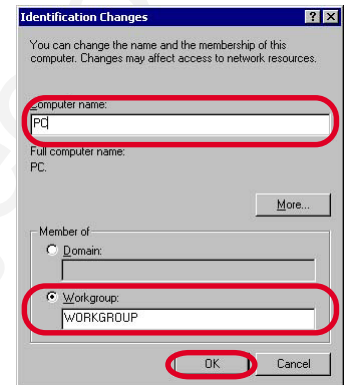 Identification Changes
You can change the name and the membership of this
computer. Changes may affect access to network resources.
Computer name:
PC
Full computer name:
PC.
More...
Member of
Domain:
Workgroup:
WORKGROUP
OK Cancel